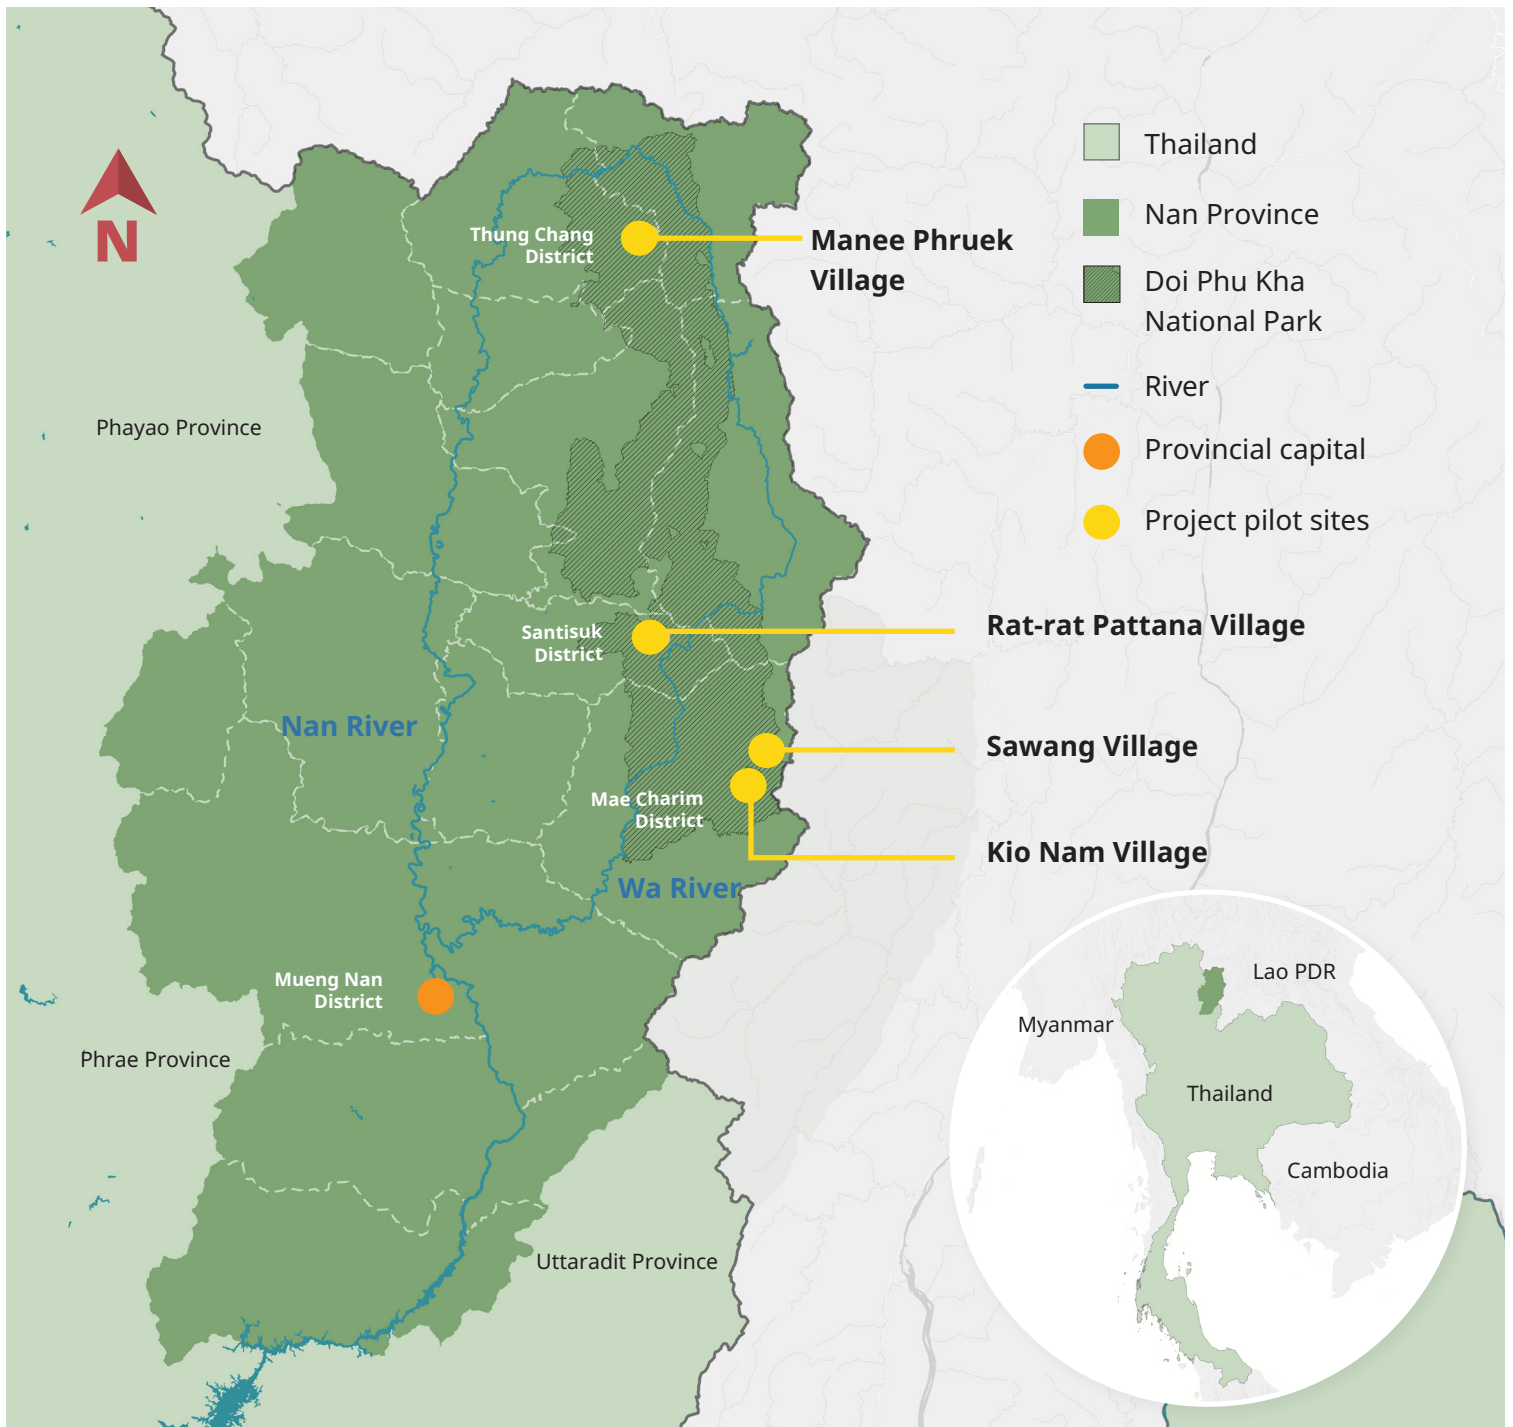 N
Thung Chang
District
Manee Phruek
Village
Thailand
Nan Province
Doi Phu Kha
National Park
River
Provincial capital
Project pilot sites
Phayao Province
Santisuk
District
Rat-rat Pattana Village
Nan River
Sawang Village
Mae Charim
District
Kio Nam Village
Wa River
Mueng Nan
District
Phrae Province
Uttaradit Province
Lao PDR
Myanmar
Thailand
Cambodia